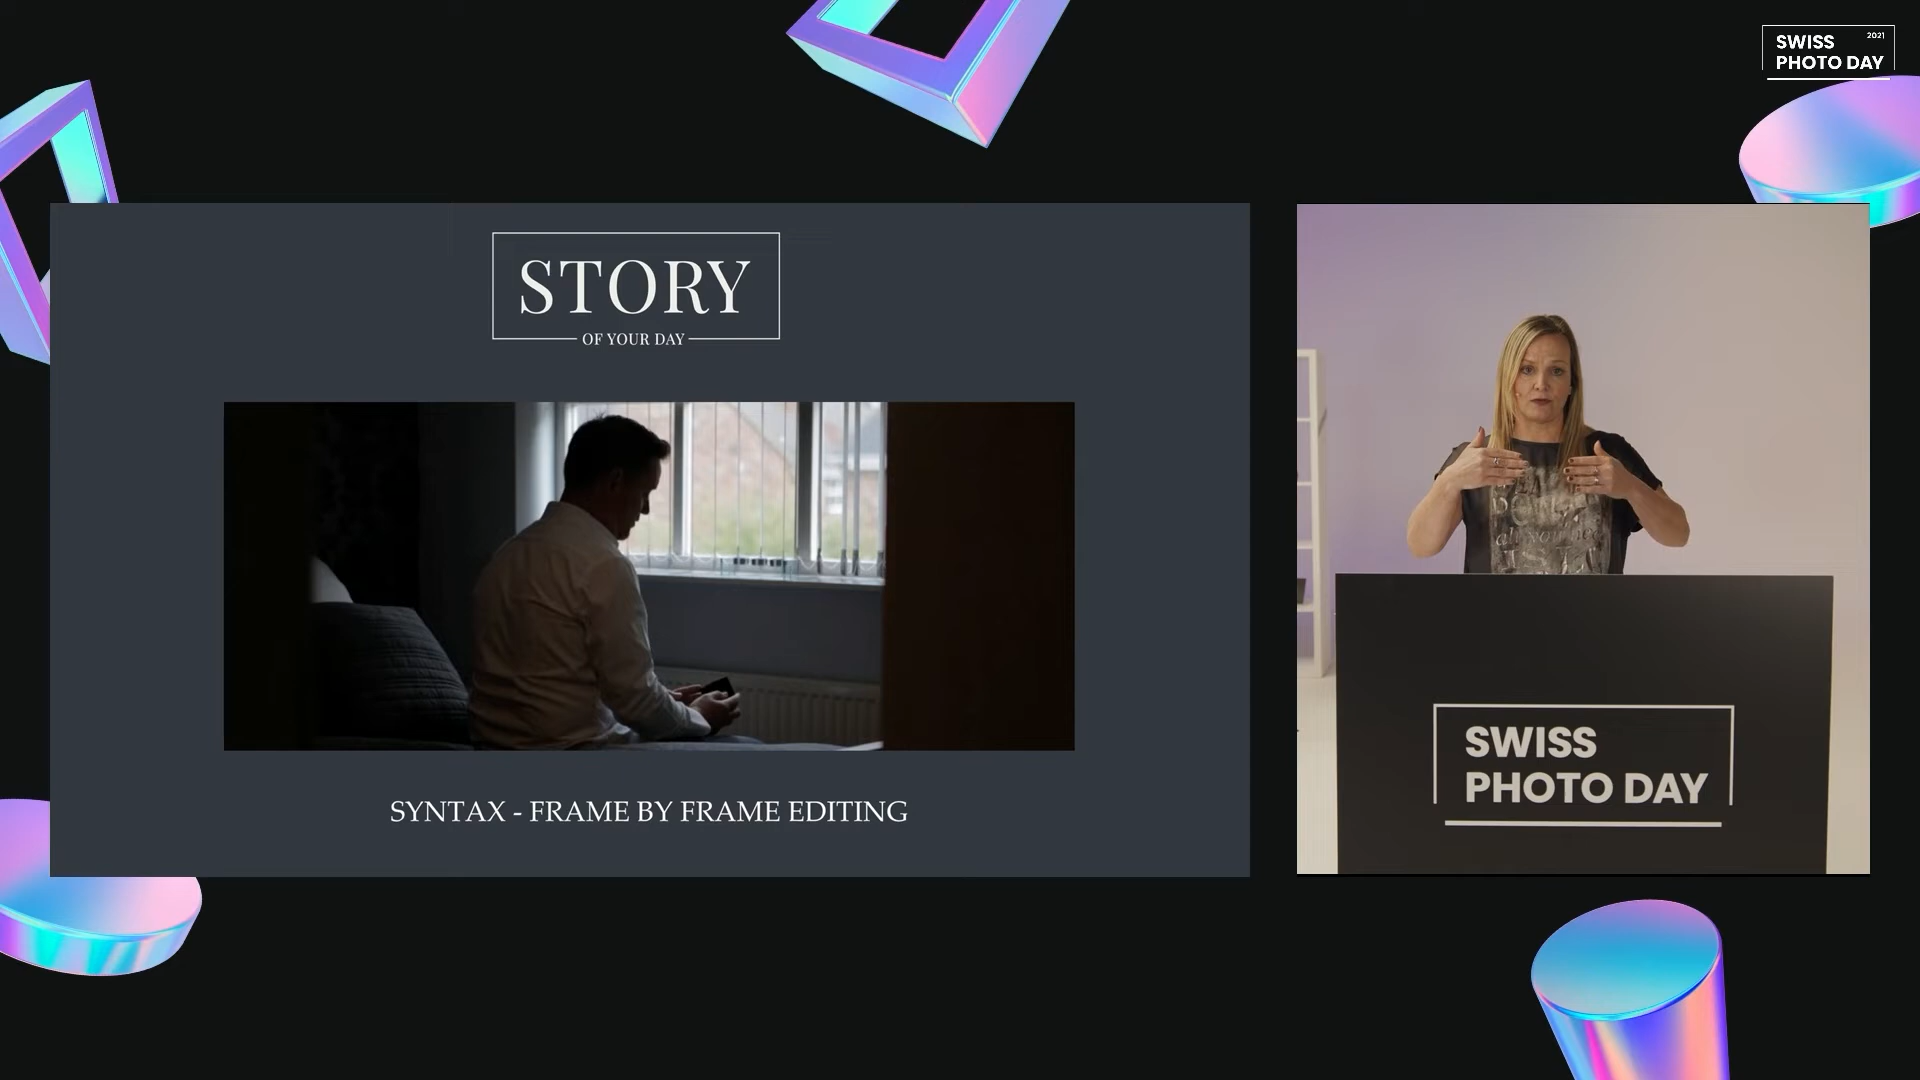 SWISS 2021
PHOTO DAY
STORY
OF YOUR DAY
SYNTAX - FRAME BY FRAME EDITING
SWISS
PHOTO DAY